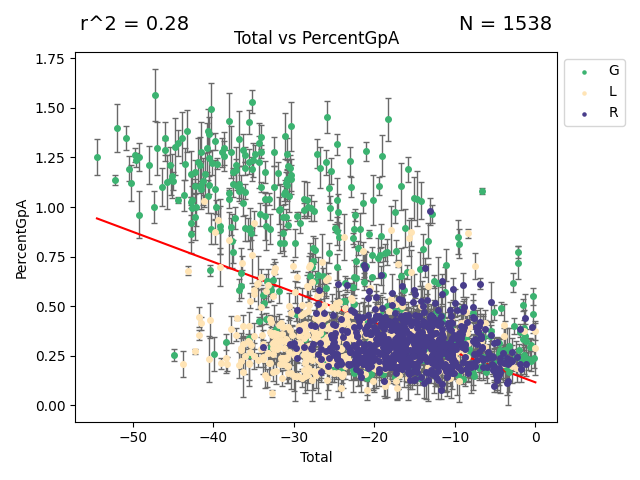 r^2 = 0.28 N = 1538
Total vs PercentGpA
G
L
R
1.75
1.50
1.25
1.00
0.75
0.50
0.25
0.00
PercentGpA
−50 −40 −30 −20 −10 0
Total